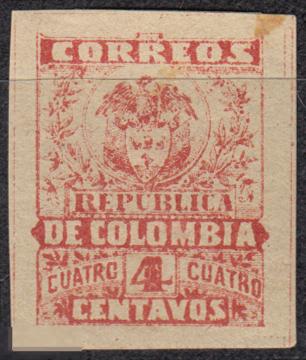 CORREOS
REPUBLICA
DE COLOMBIA
CUATRO 4 CUATRO
CENTAVOS